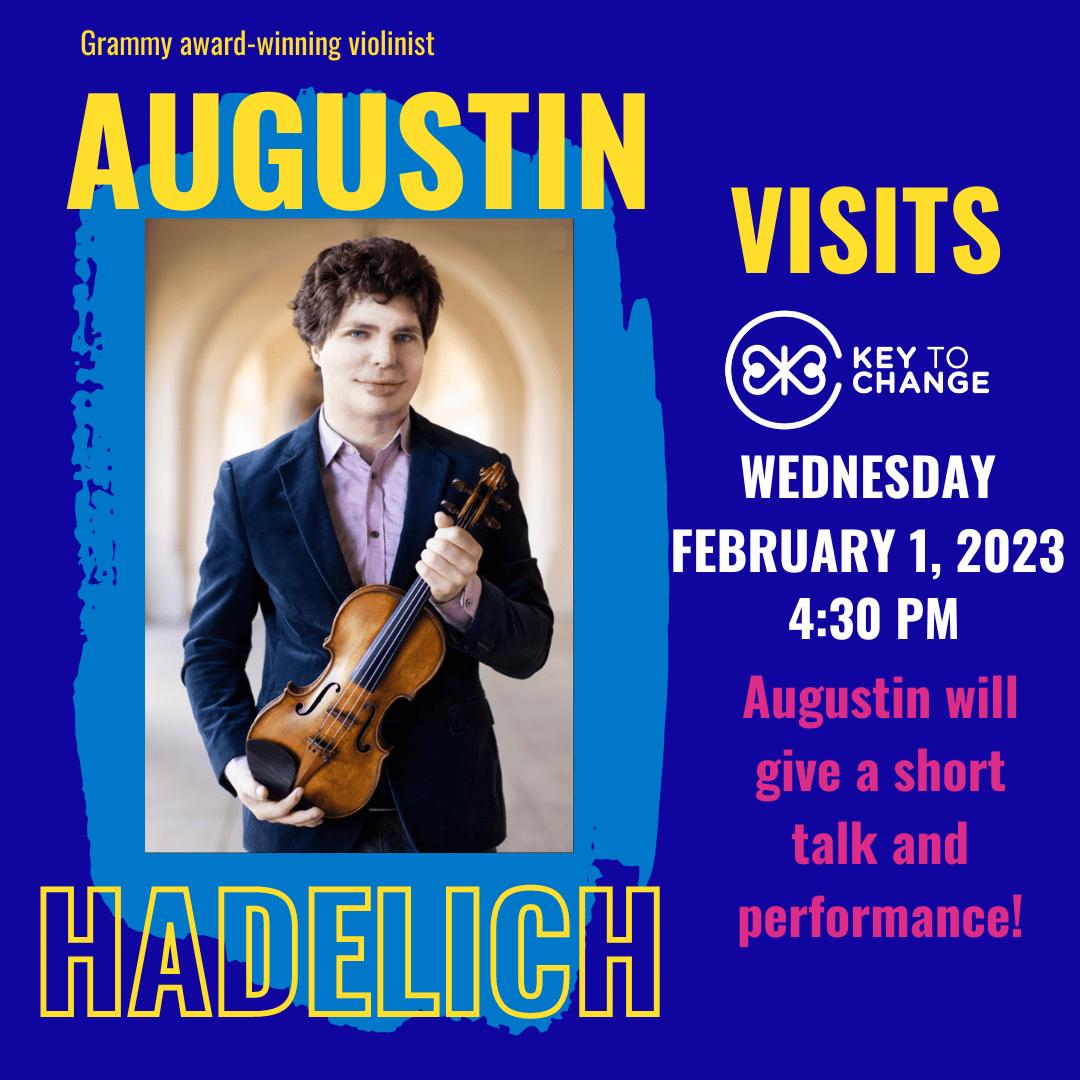 Grammy award-winning violinist
AUGUSTIN
HADELICH
VISITS
KEY TO
CHANGE
WEDNESDAY
FEBRUARY 1, 2023
4:30 PM
Augustin will
give a short
talk and
performance!